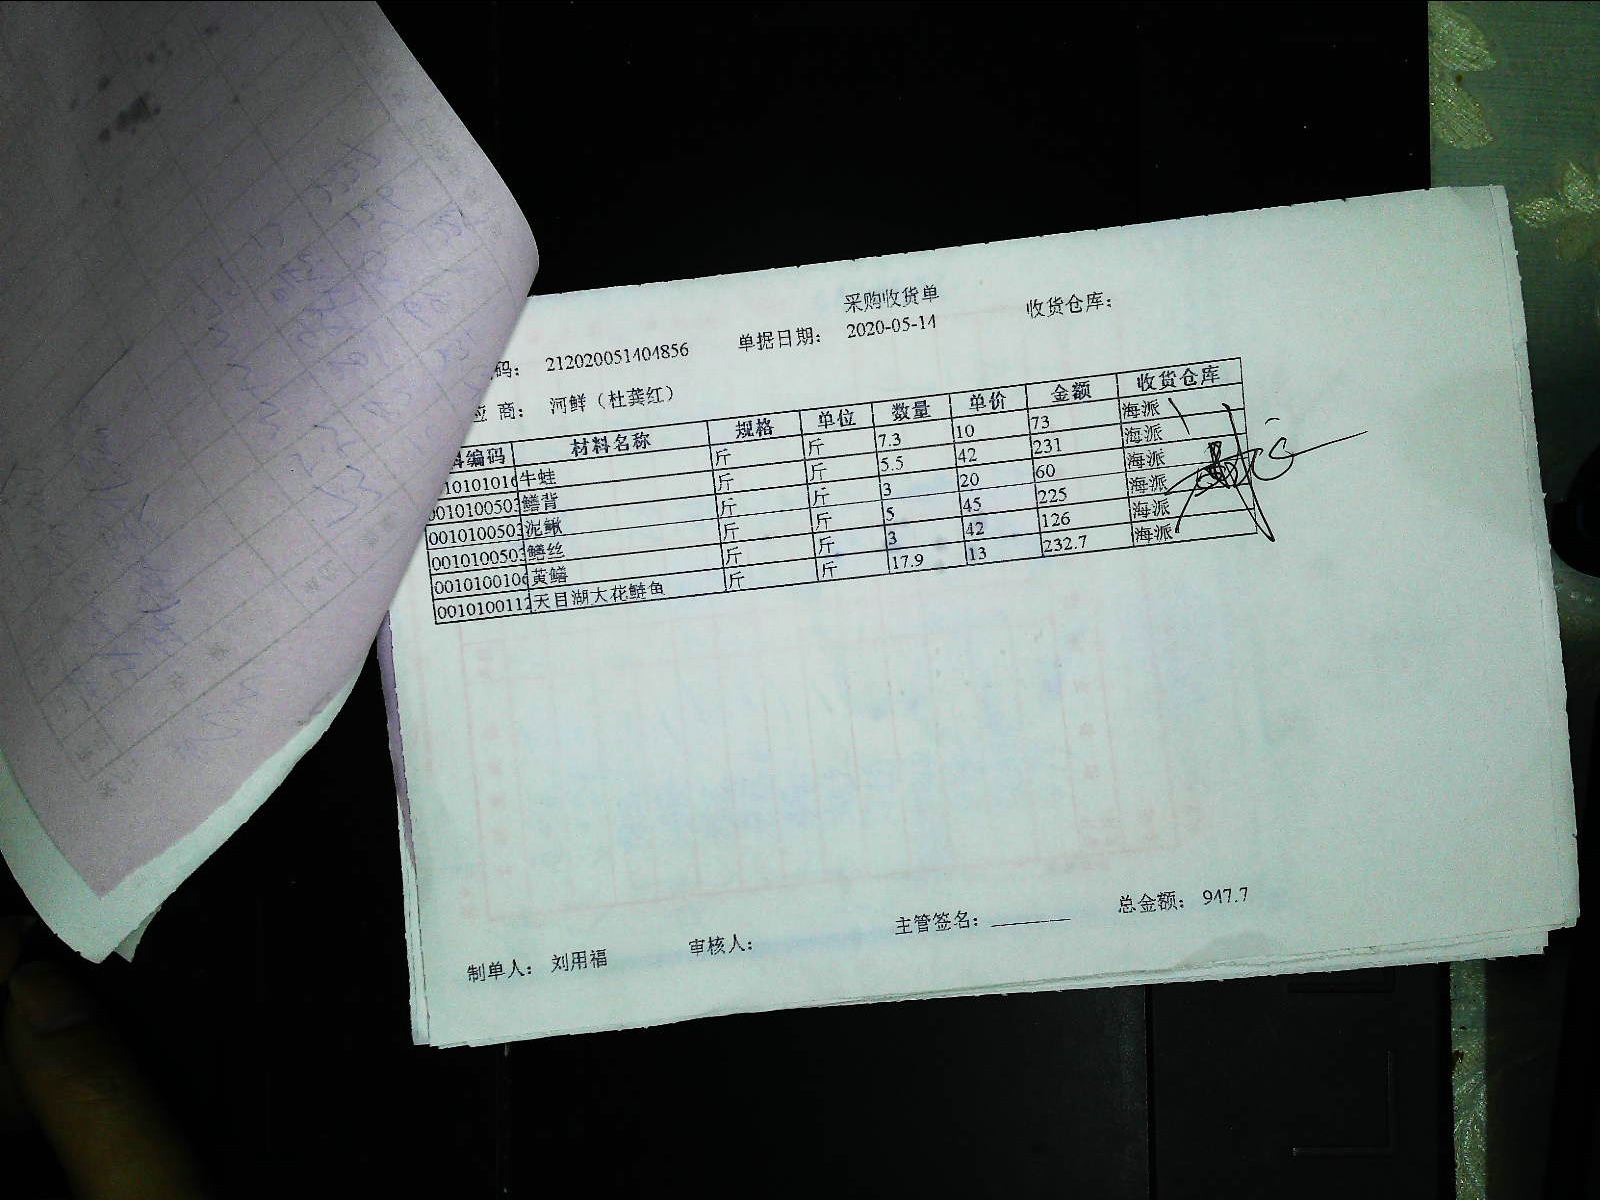 采购收货单
码： 212020051404856 单据日期： 2020-05-14 收货仓库：
应 商： 河鲜（杜龚红）
料编码 材料名称 规格 单位 数量 单价 金额 收货仓库
010101016 牛蛙 斤 斤 7.3 10 73 海派
0010100503 鳝背 斤 斤 5.5 42 231 海派
0010100503 泥鳅 斤 斤 3 20 60 海派
0010100503 鳝丝 斤 斤 5 45 225 海派
0010100106 黄鳝 斤 斤 3 42 126 海派
0010100112 天目湖大花鲢鱼 斤 斤 17.9 13 232.7 海派
制单人： 刘用福 审核人： 主管签名： 总金额： 947.7